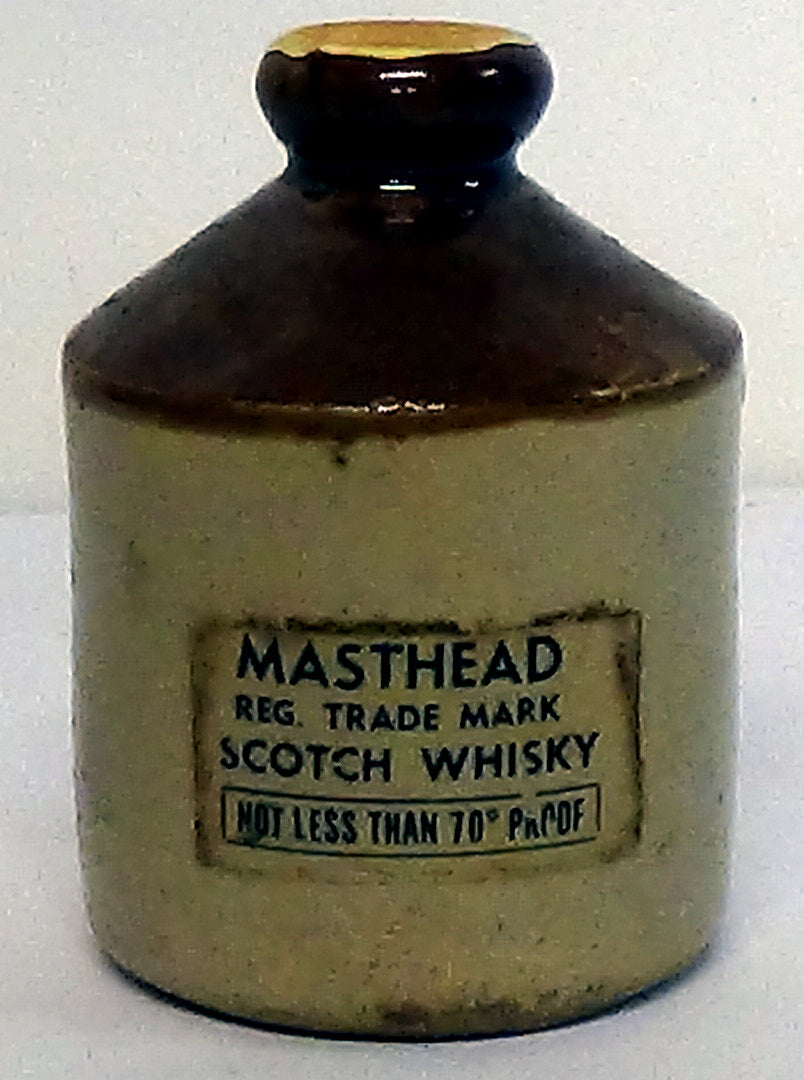 MASTHEAD
REG. TRADE MARK
SCOTCH WHISKY
NOT LESS THAN 70° PROOF